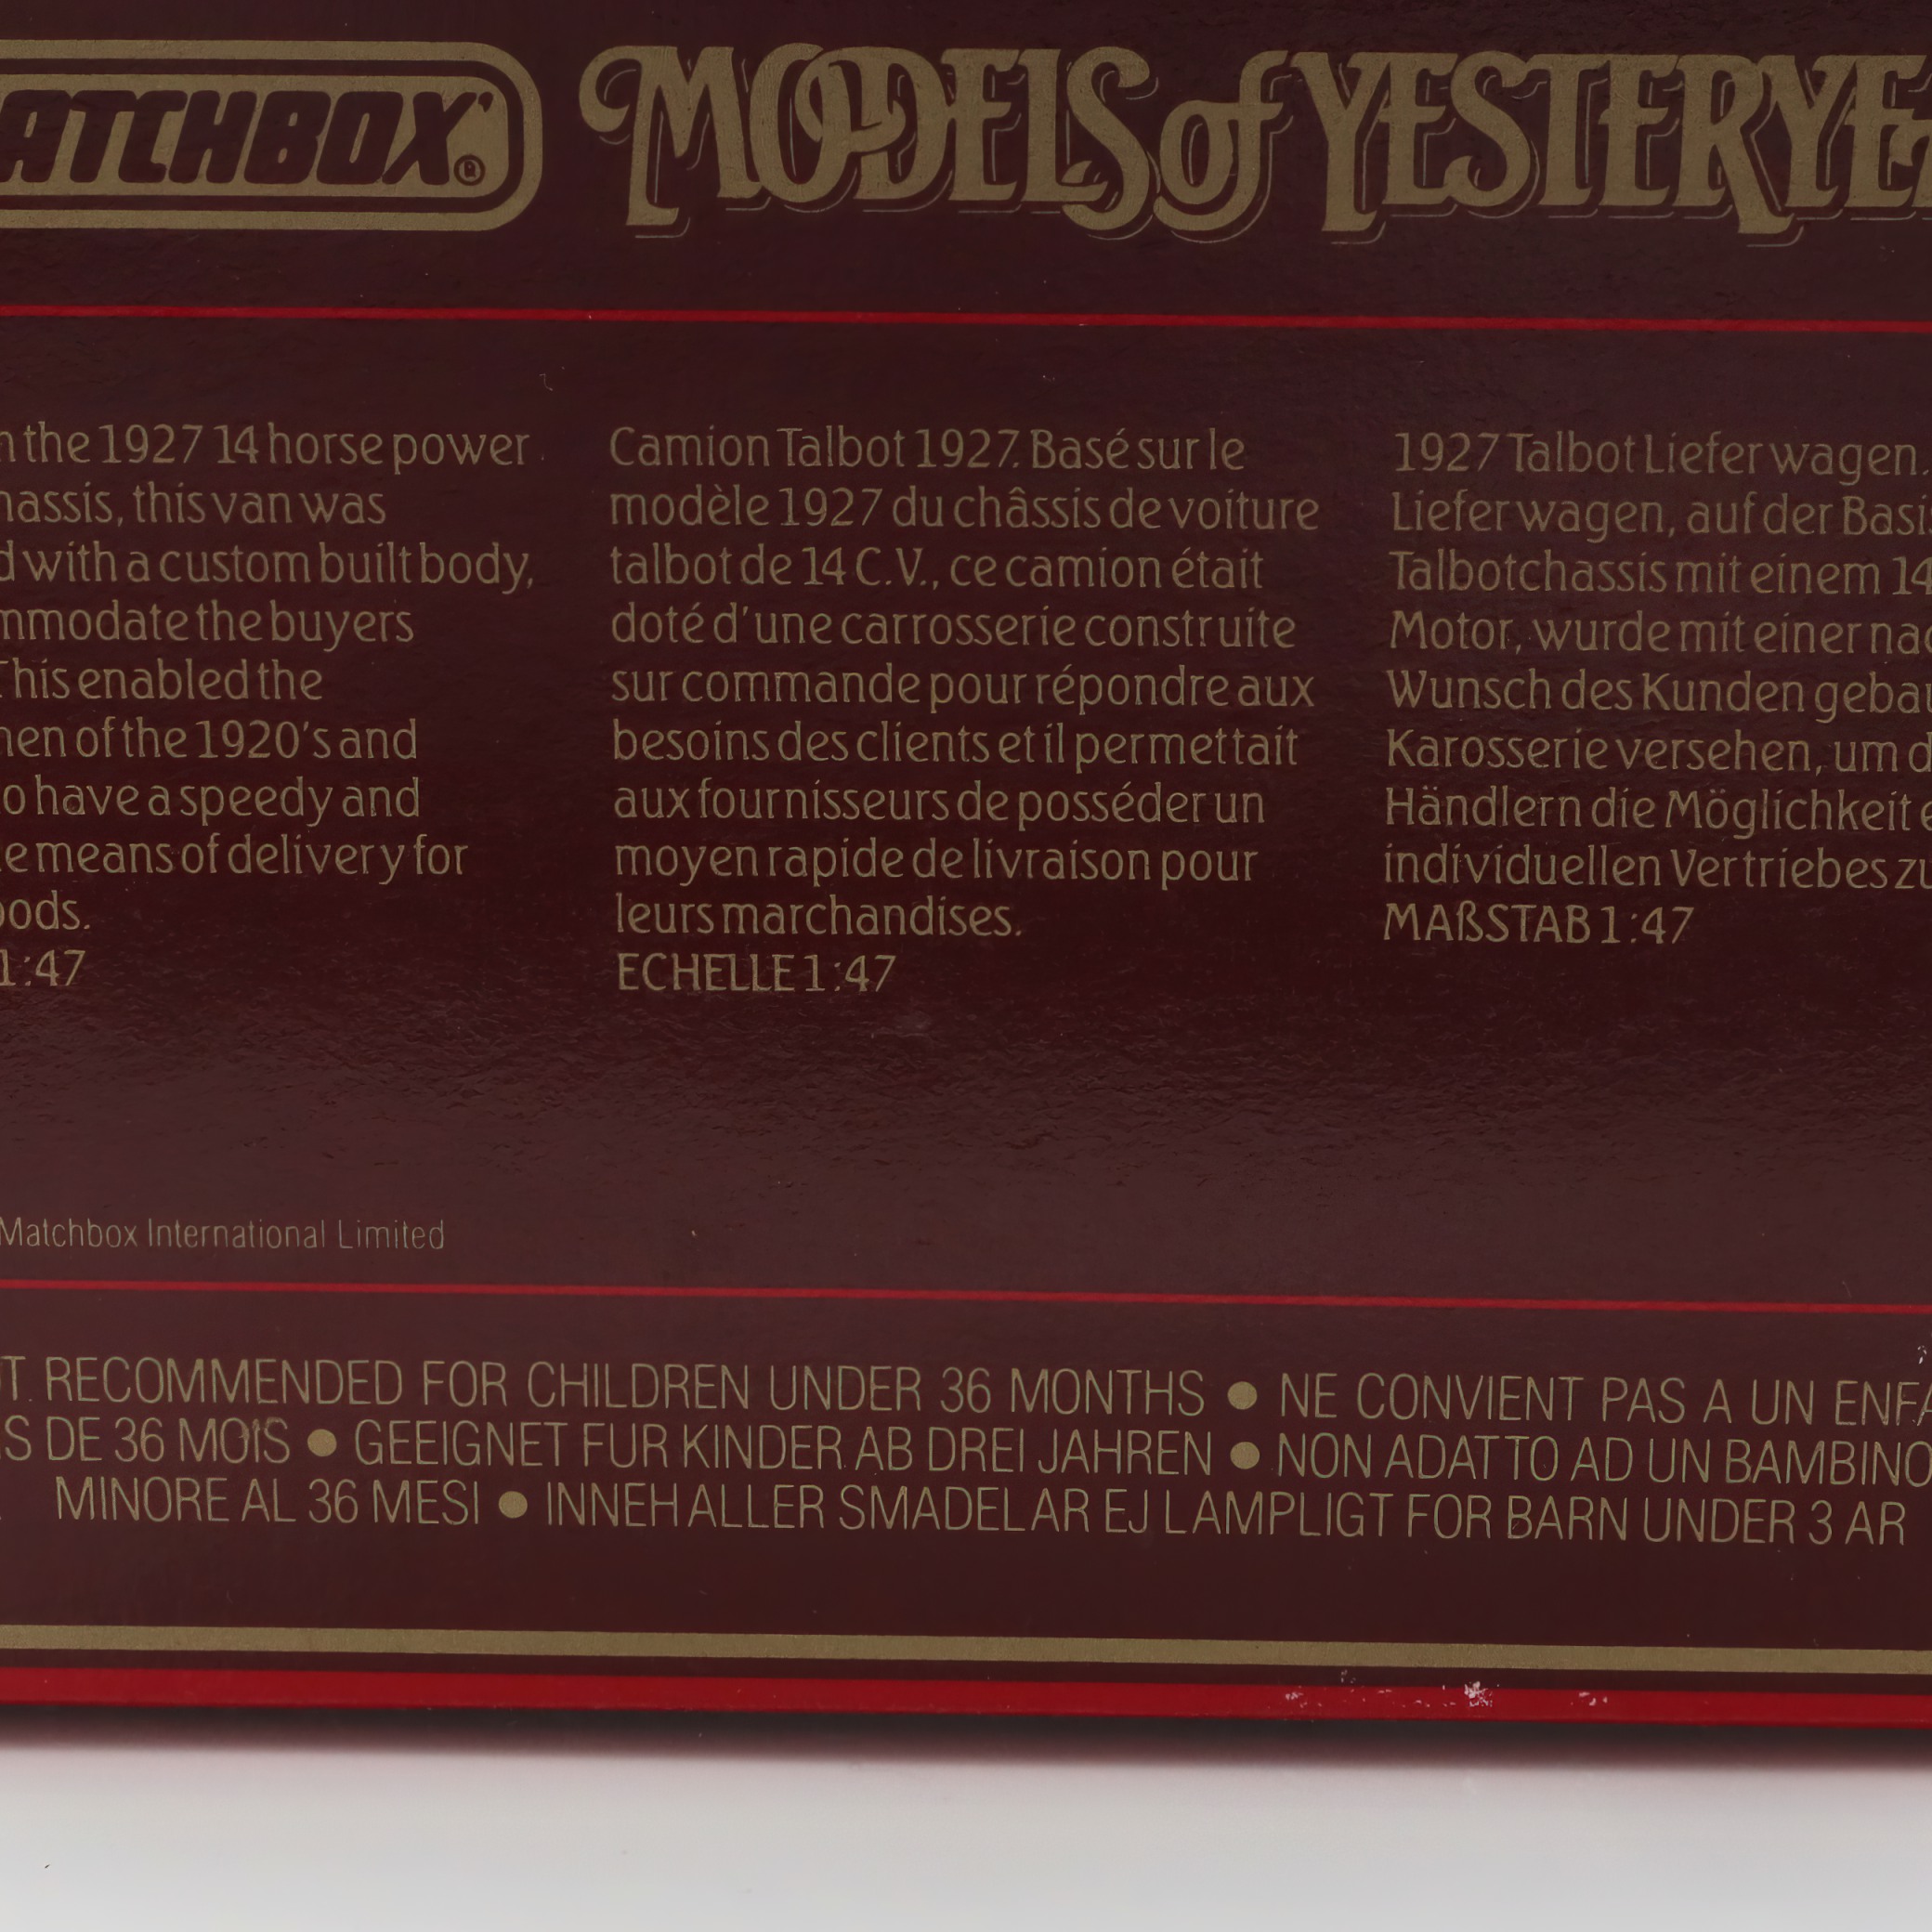 ATCHBOX® MODELS of YESTERYEA
n the 1927 14 horse power
hassis, this van was
d with a custom built body,
mmodate the buyers
This enabled the
men of the 1920's and
o have a speedy and
le means of delivery for
oods.
1:47
Camion Talbot 1927. Basé sur le
modèle 1927 du châssis de voiture
talbot de 14 C.V., ce camion était
doté d'une carrosserie construite
sur commande pour répondre aux
besoins des clients et il permettait
aux fournisseurs de posséder un
moyen rapide de livraison pour
leurs marchandises.
ECHELLE 1:47
1927 Talbot Lieferwagen.
Lieferwagen, auf der Basi
Talbotchassis mit einem 14
Motor, wurde mit einer nac
Wunsch des Kunden gebau
Karosserie versehen, um d
Händlern die Möglichkeit e
individuellen Vertriebes zu
MAßSTAB 1:47
Matchbox International Limited
OT RECOMMENDED FOR CHILDREN UNDER 36 MONTHS ● NE CONVIENT PAS A UN ENFA
S DE 36 MOIS ● GEEIGNET FUR KINDER AB DREI JAHREN ● NON ADATTO AD UN BAMBINO
MINORE AL 36 MESI ● INNEHALLER SMADELAR EJ LAMPLIGT FOR BARN UNDER 3 AR